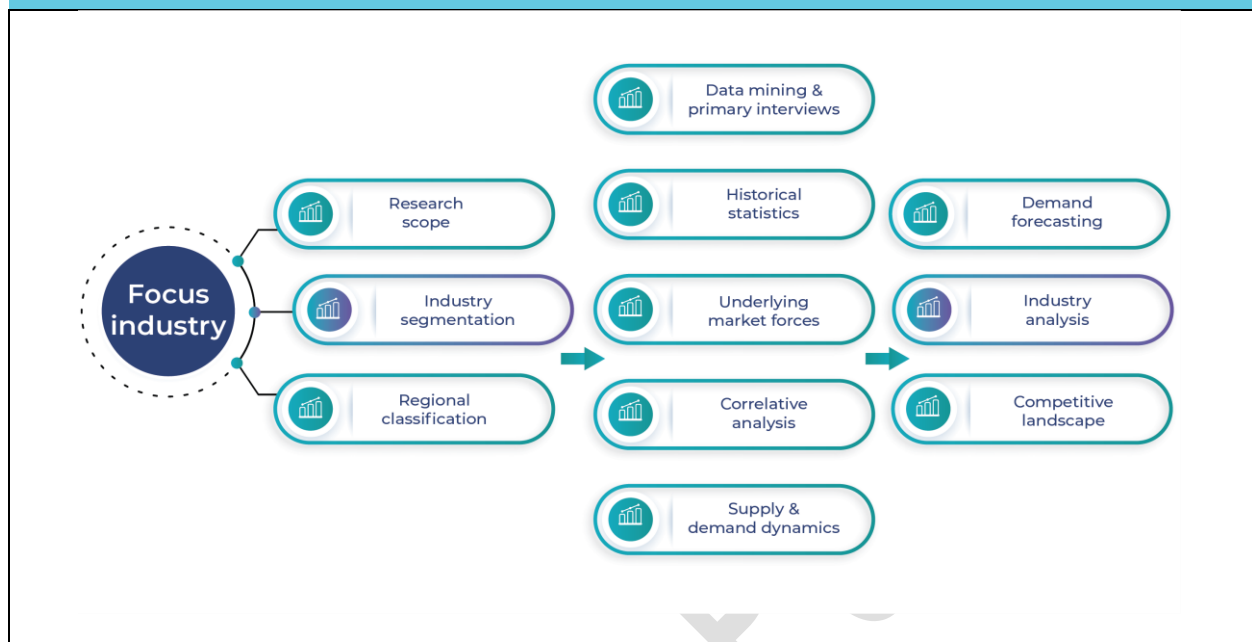 Focus
industry
Research
scope
Industry
segmentation
Regional
classification
Data mining &
primary interviews
Historical
statistics
Underlying
market forces
Correlative
analysis
Supply &
demand dynamics
Demand
forecasting
Industry
analysis
Competitive
landscape